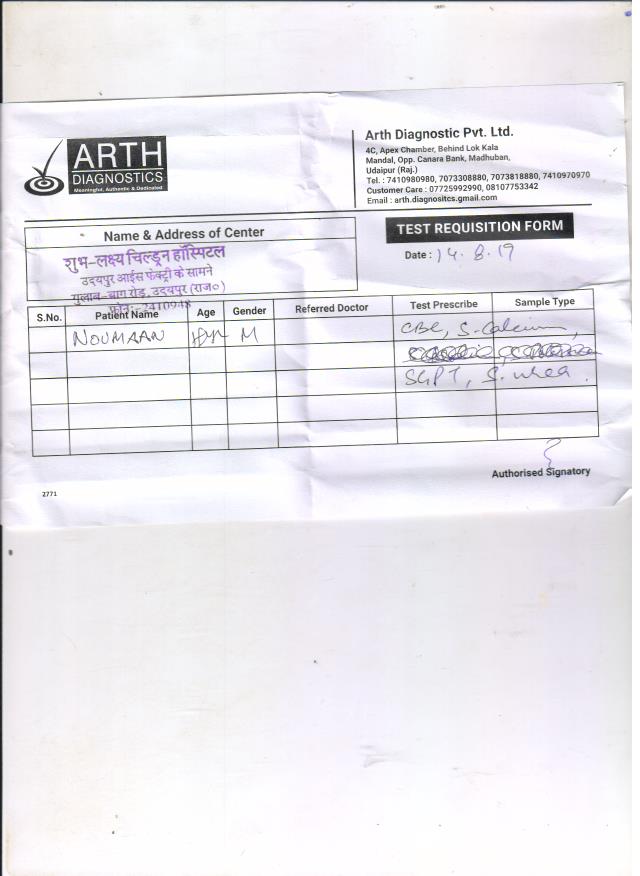 ARTH
DIAGNOSTICS
Meaningful, Authentic & Dedicated
Arth Diagnostic Pvt. Ltd.
4C, Apex Chamber, Behind Lok Kala
Mandal, Opp. Canara Bank, Madhuban,
Udaipur (Raj.)
Tel. : 7410980980, 7073308880, 7073818880, 7410970970
Customer Care : 07725992990, 08107753342
Email : arth.diagnositcs.gmail.com
TEST REQUISITION FORM
Date : 14.8.19
Name & Address of Center
शुभ-लक्ष्य चिल्ड्रन हॉस्पिटल
उदयपुर आईस फैक्ट्री के सामने
गुलाब-बाग रोड़, उदयपुर (राज०)
फोन:-2410948
S.No. Patient Name Age Gender Referred Doctor Test Prescribe Sample Type
NOUMAAN M CBC, S. Calcium,
SGPT, S. urea.
Authorised Signatory
2771